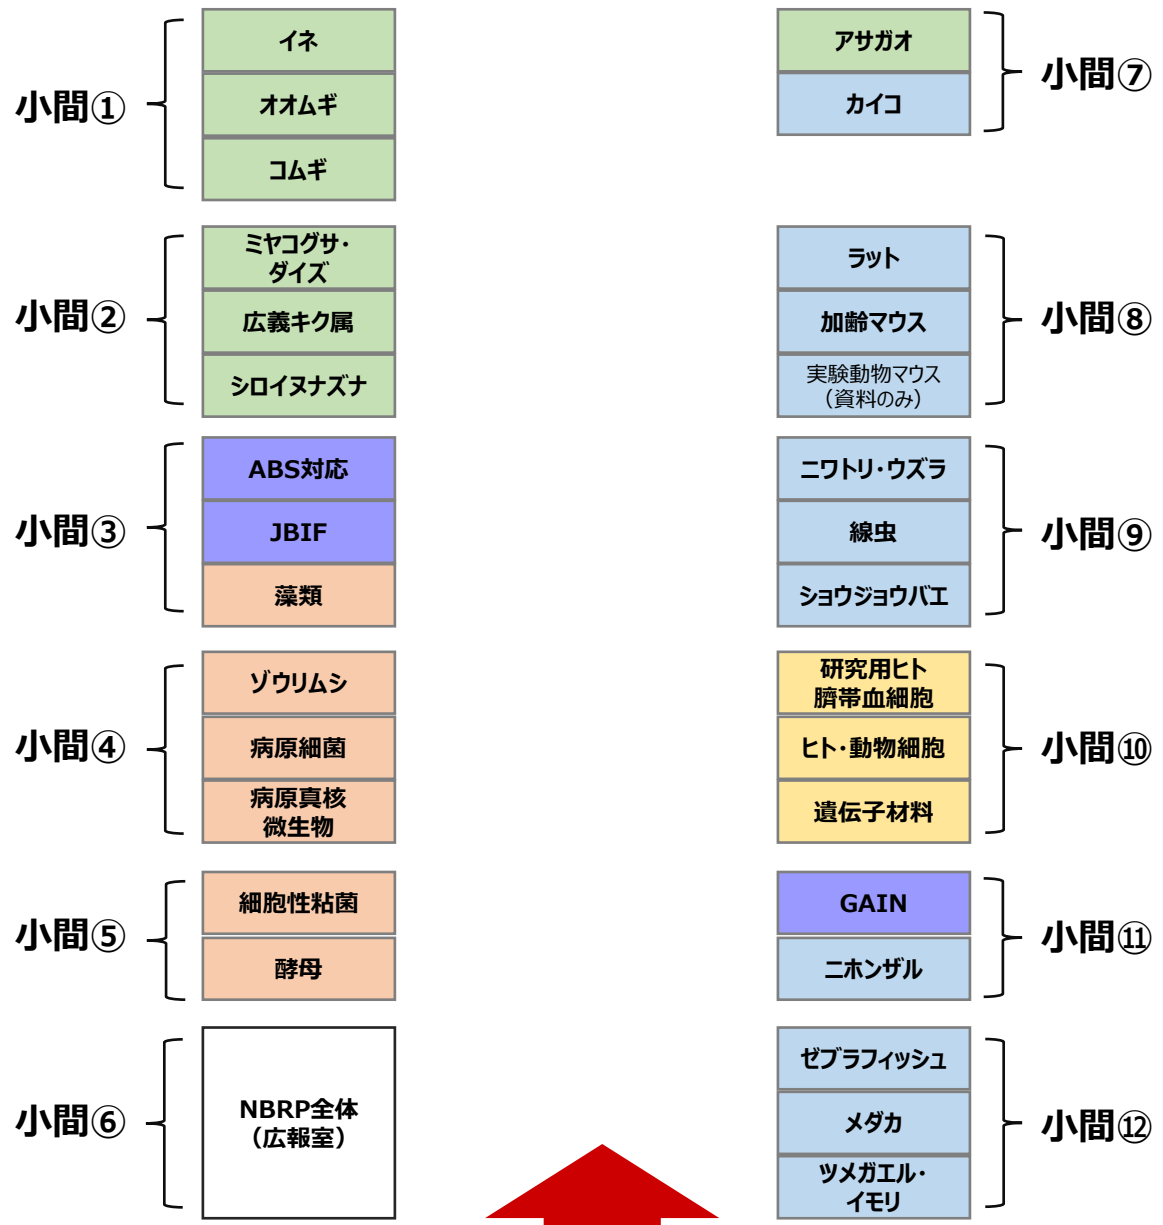 小間①
イネ
オオムギ
コムギ
小間②
ミヤコグサ・
ダイズ
広義キク属
シロイヌナズナ
小間③
ABS対応
JBIF
藻類
小間④
ゾウリムシ
病原細菌
病原真核
微生物
小間⑤
細胞性粘菌
酵母
小間⑥
NBRP全体
（広報室）
アサガオ
カイコ
小間⑦
ラット
加齢マウス
実験動物マウス
（資料のみ）
小間⑧
ニワトリ・ウズラ
線虫
ショウジョウバエ
小間⑨
研究用ヒト
臍帯血細胞
ヒト・動物細胞
遺伝子材料
小間⑩
GAIN
ニホンザル
小間⑪
ゼブラフィッシュ
メダカ
ツメガエル・
イモリ
小間⑫